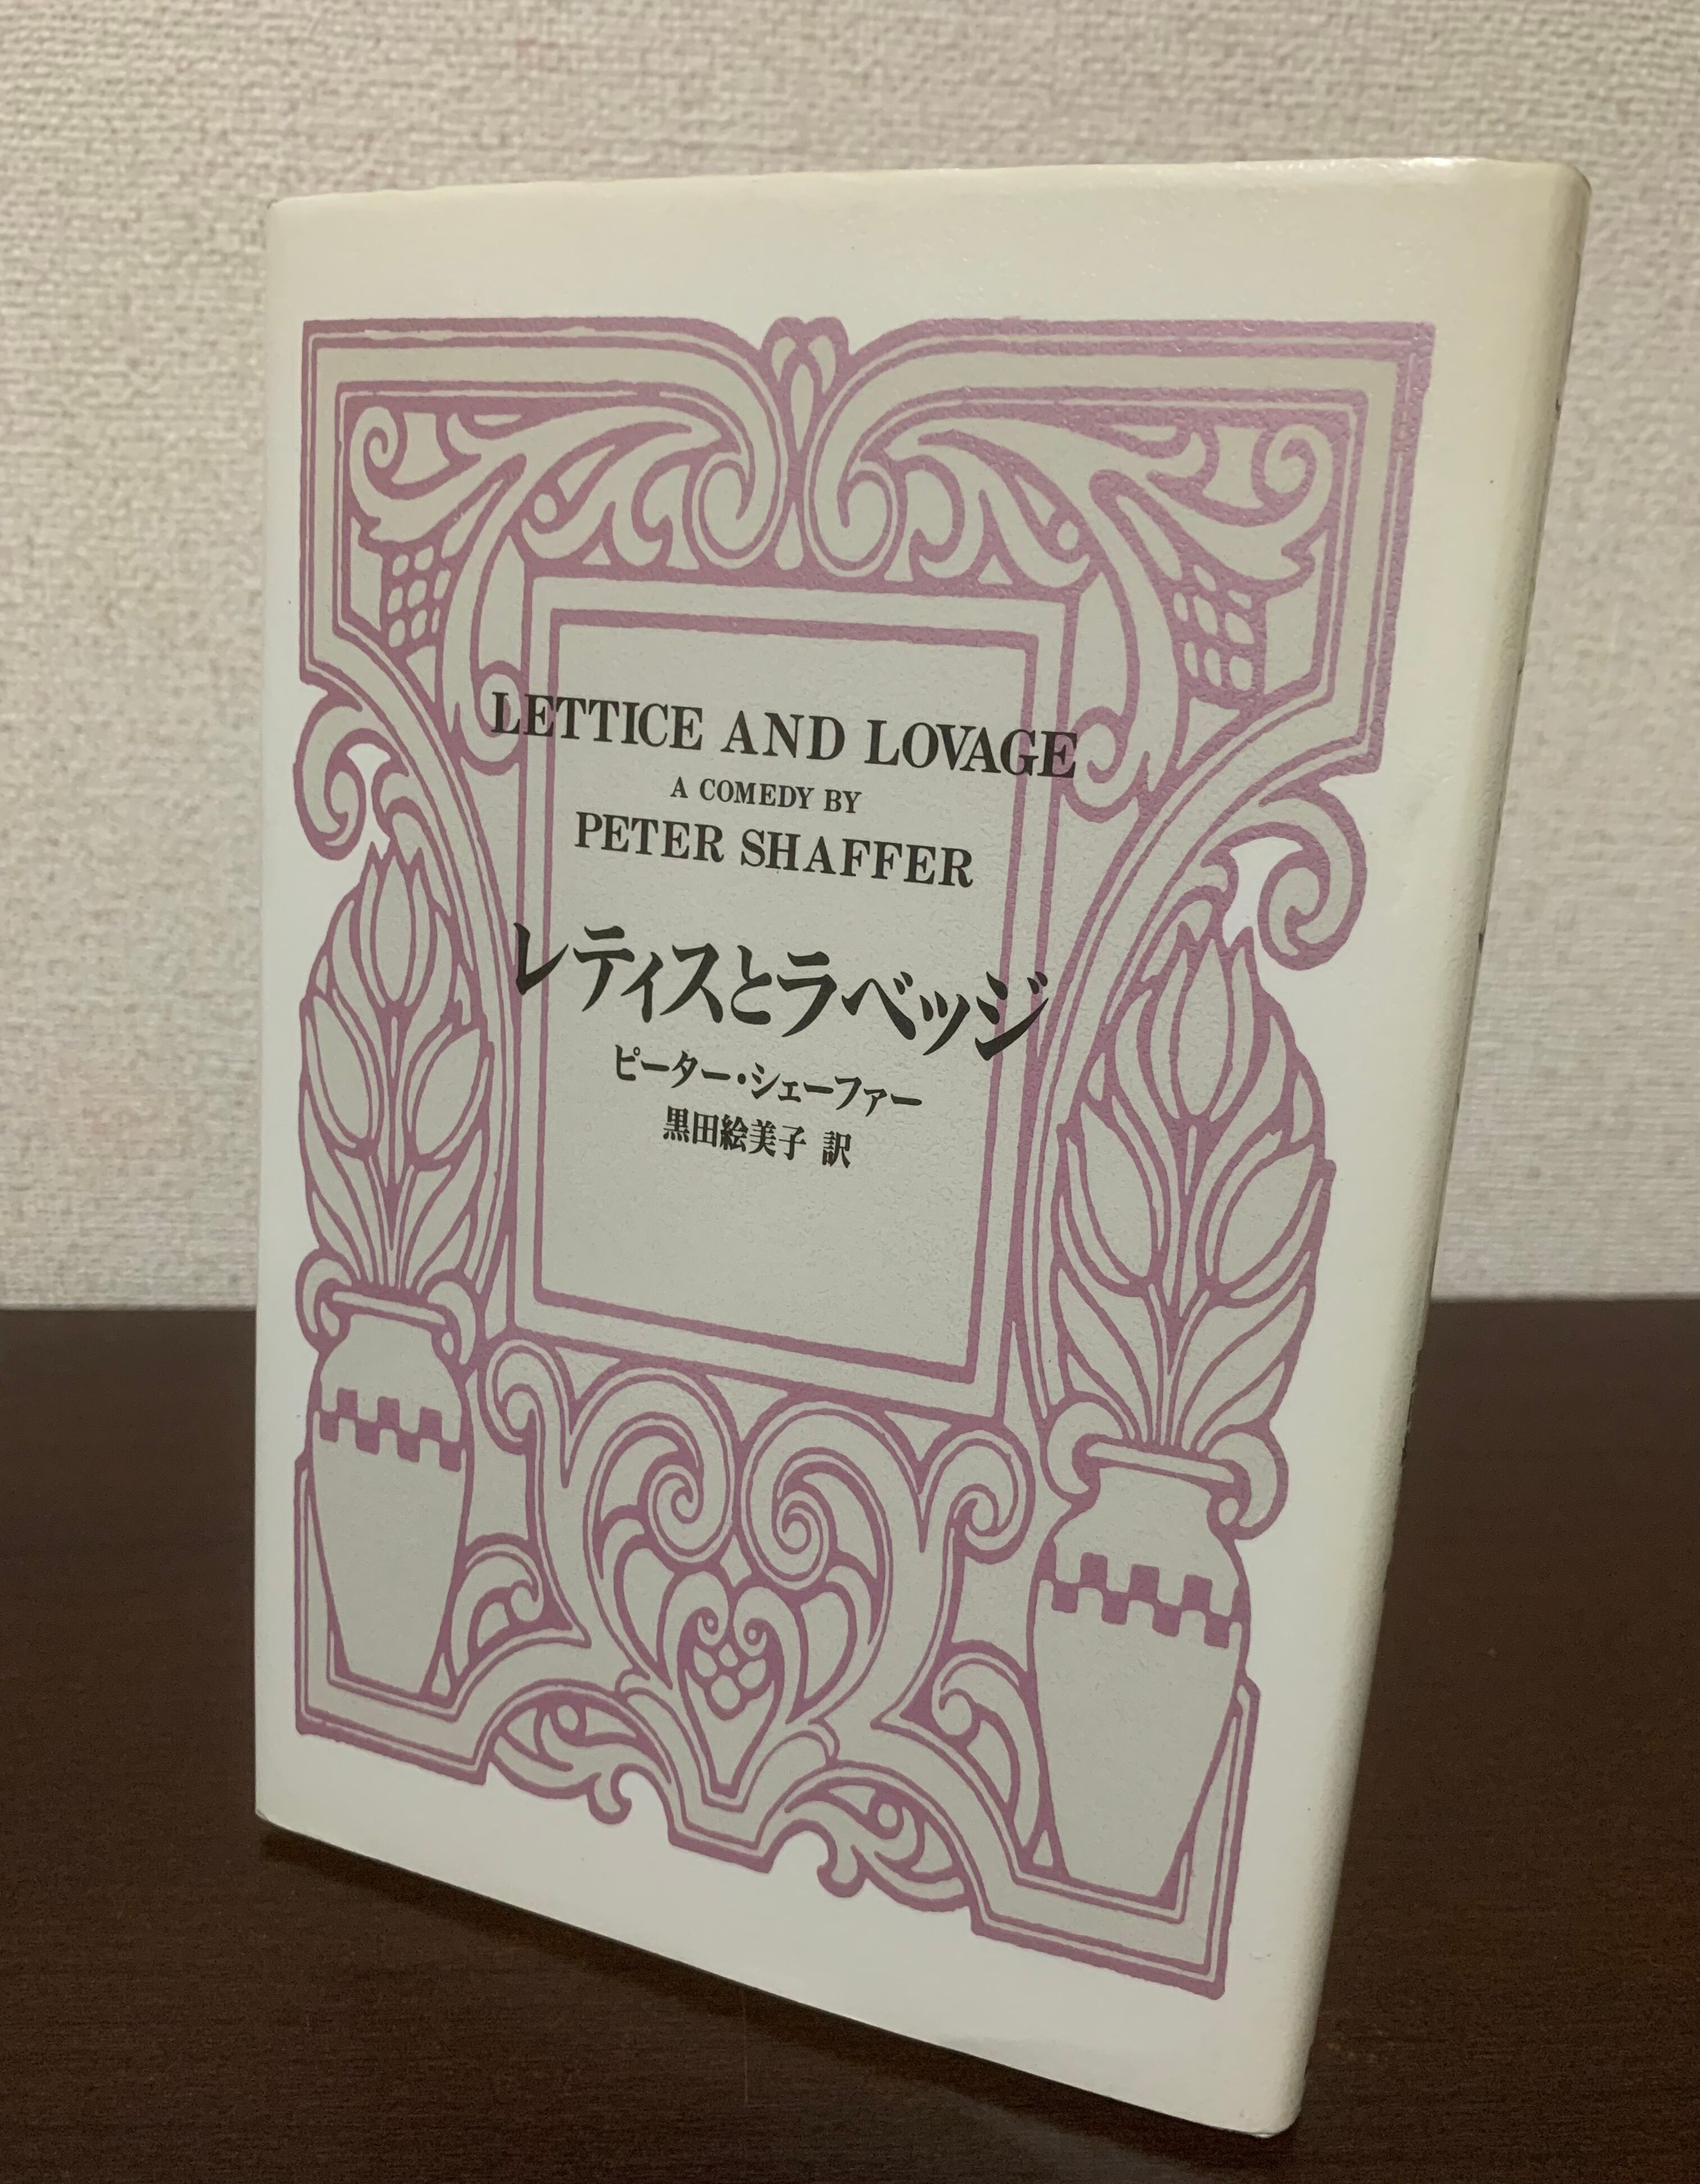 LETTICE AND LOVAGE
A COMEDY BY
PETER SHAFFER
レティスとラベッジ
ピーター・シェーファー
黒田絵美子 訳